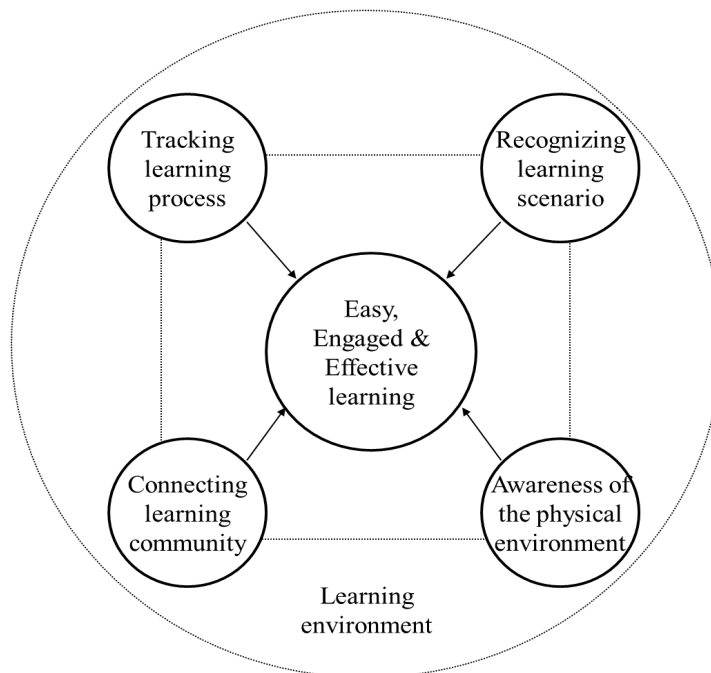 Tracking
learning
process
Recognizing
learning
scenario
Easy,
Engaged &
Effective
learning
Connecting
learning
community
Awareness of
the physical
environment
Learning
environment